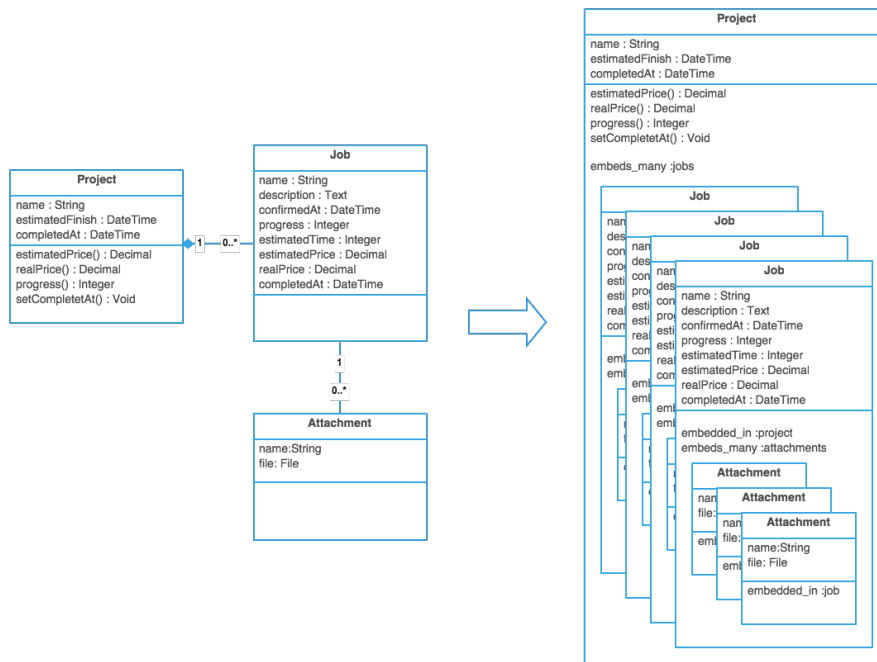 Project
name : String
estimatedFinish : DateTime
completedAt : DateTime
estimatedPrice() : Decimal
realPrice() : Decimal
progress() : Integer
setCompletetAt() : Void
1
0..*
Job
name : String
description : Text
confirmedAt : DateTime
progress : Integer
estimatedTime : Integer
estimatedPrice : Decimal
realPrice : Decimal
completedAt : DateTime
1
0..*
Attachment
name:String
file: File
Project
name : String
estimatedFinish : DateTime
completedAt : DateTime
estimatedPrice() : Decimal
realPrice() : Decimal
progress() : Integer
setCompletetAt() : Void
embeds_many :jobs
Job
Job
Job
Job
name : String
description : Text
confirmedAt : DateTime
progress : Integer
estimatedTime : Integer
estimatedPrice : Decimal
realPrice : Decimal
completedAt : DateTime
embedded_in :project
embeds_many :attachments
Attachment
Attachment
Attachment
name:String
file: File
embedded_in :job